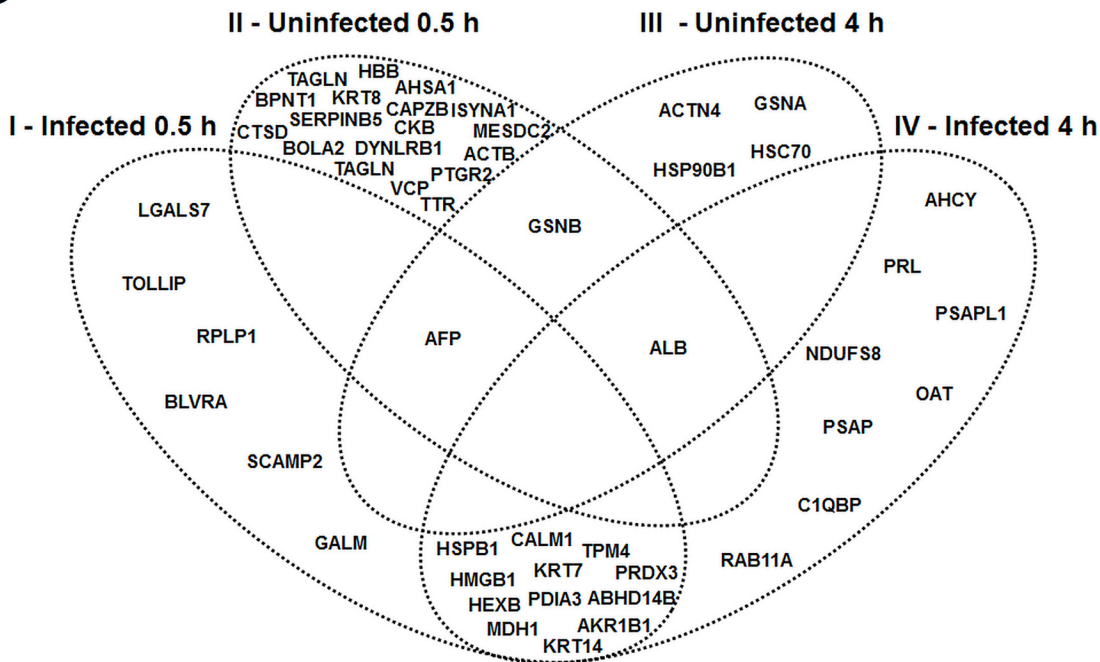 II - Uninfected 0.5 h
III - Uninfected 4 h
I - Infected 0.5 h
IV - Infected 4 h
TAGLN
HBB
AHSA1
BPNT1
KRT8
CAPZB
ISYNA1
SERPINB5
CTSD
CKB
MESDC2
BOLA2
DYNLRB1
ACTB
TAGLN
PTGR2
VCP
TTR
ACTN4
GSNA
HSC70
HSP90B1
LGALS7
TOLLIP
RPLP1
BLVRA
SCAMP2
GALM
GSNB
AFP
ALB
AHCY
PRL
PSAPL1
NDUFS8
OAT
PSAP
C1QBP
RAB11A
HSPB1
CALM1
TPM4
HMGB1
KRT7
PRDX3
HEXB
PDIA3
ABHD14B
MDH1
AKR1B1
KRT14